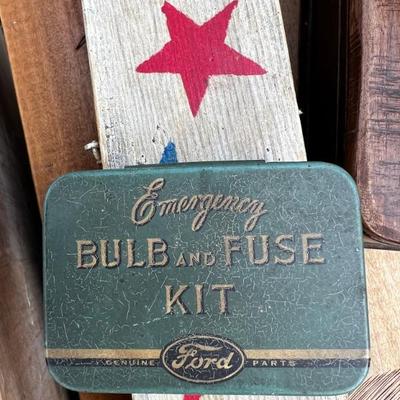 Emergency
BULB AND FUSE
KIT
GENUINE Ford PARTS